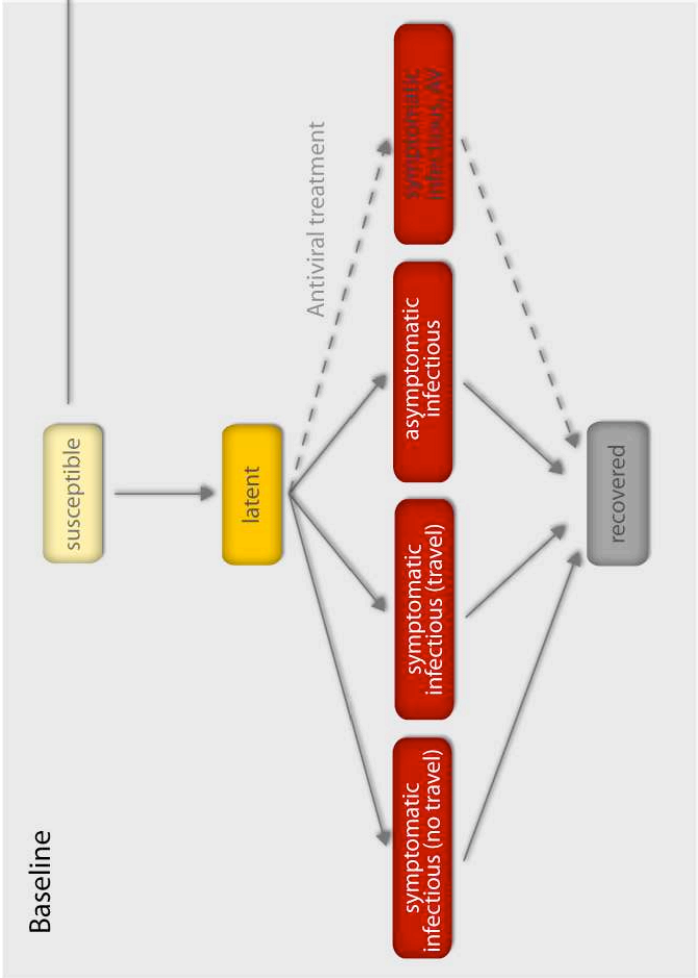 Baseline
susceptible
latent
Antiviral treatment
symptomatic
infectious (no travel)
symptomatic
infectious (travel)
asymptomatic
infectious
symptomatic
infectious, AV
recovered